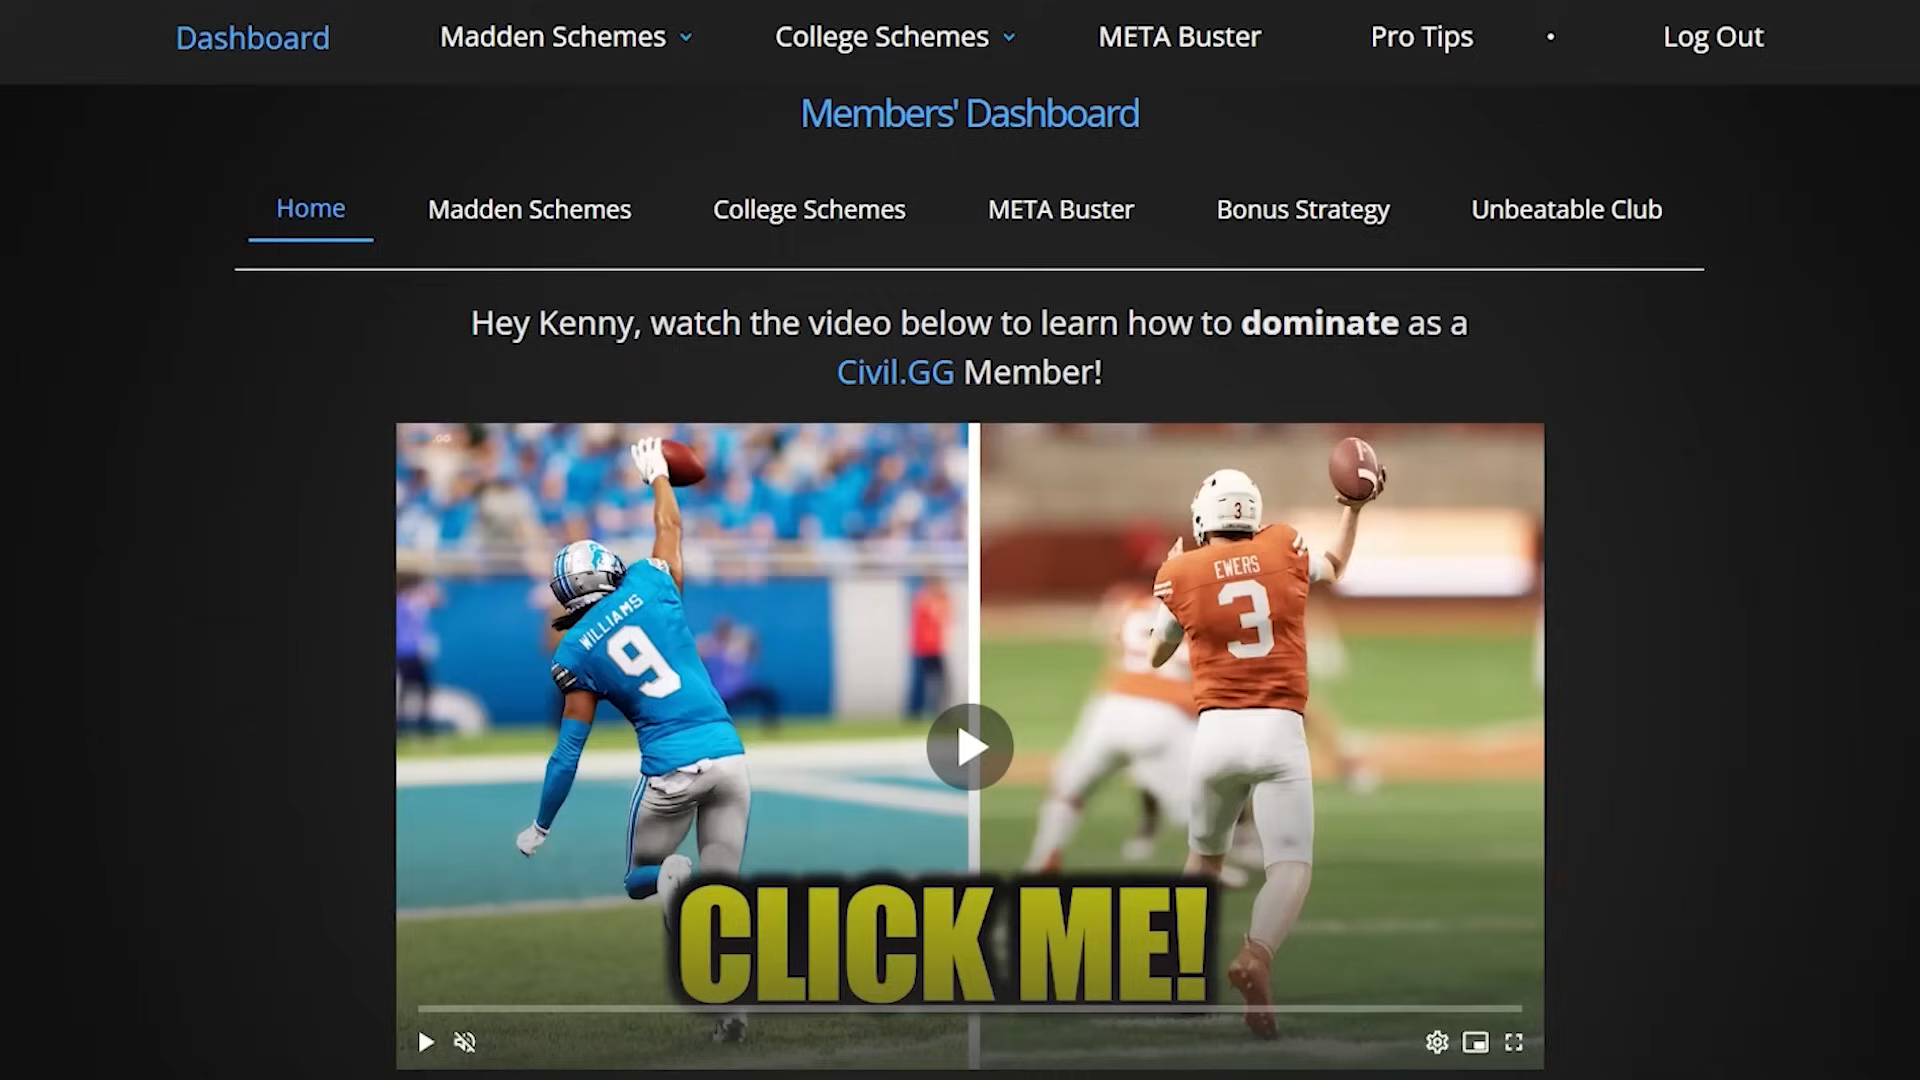 Dashboard Madden Schemes College Schemes META Buster Pro Tips • Log Out
Members' Dashboard
Home Madden Schemes College Schemes META Buster Bonus Strategy Unbeatable Club
Hey Kenny, watch the video below to learn how to dominate as a
Civil.GG Member!
.GG
WILLIAMS
9
3
EWERS
3
CLICK ME!